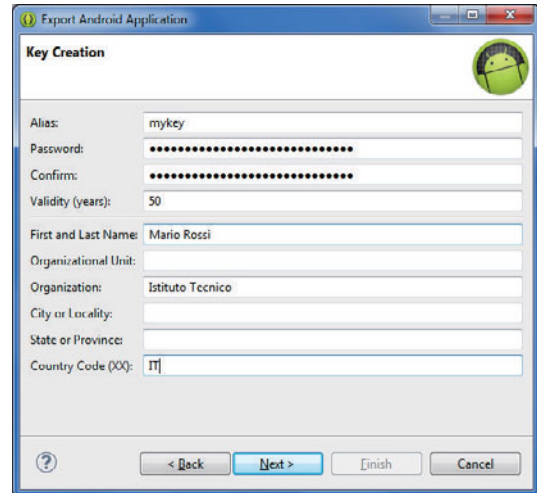 Export Android Application
Key Creation
Alias: mykey
Password: ••••••••••••••••••••••••••••••
Confirm: ••••••••••••••••••••••••••••••
Validity (years): 50
First and Last Name: Mario Rossi
Organizational Unit:
Organization: Istituto Tecnico
City or Locality:
State or Province:
Country Code (XX): IT
? < Back Next > Finish Cancel